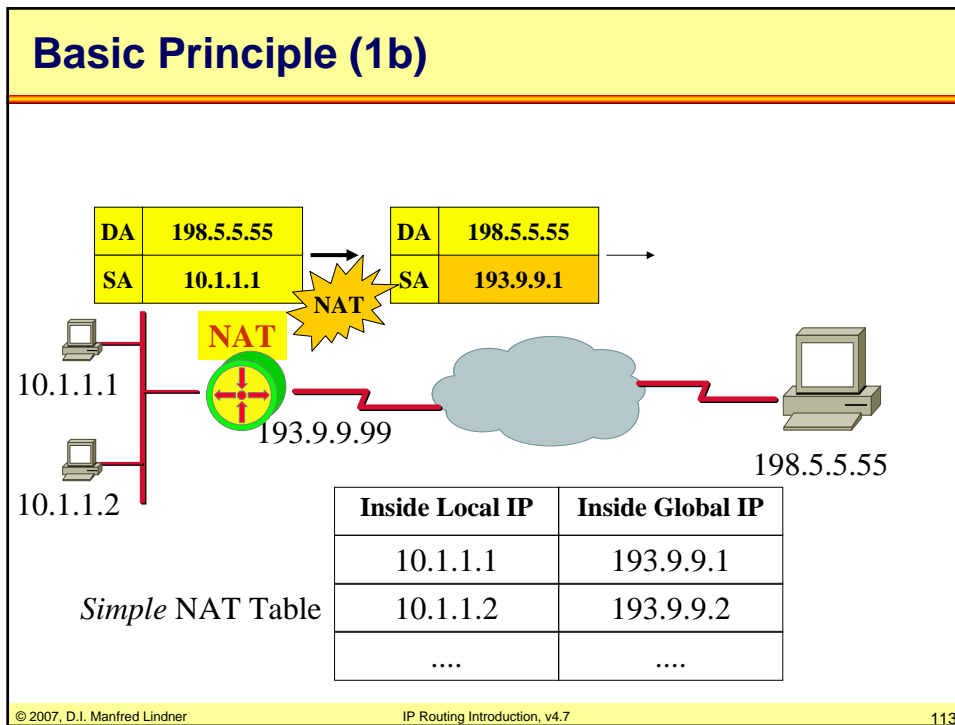 Basic Principle (1b)
DA 198.5.5.55
SA 10.1.1.1
DA 198.5.5.55
SA 193.9.9.1
NAT
NAT
10.1.1.1
193.9.9.99
198.5.5.55
10.1.1.2
Inside Local IP Inside Global IP
10.1.1.1 193.9.9.1
Simple NAT Table 10.1.1.2 193.9.9.2
.... ....
© 2007, D.I. Manfred Lindner IP Routing Introduction, v4.7 113